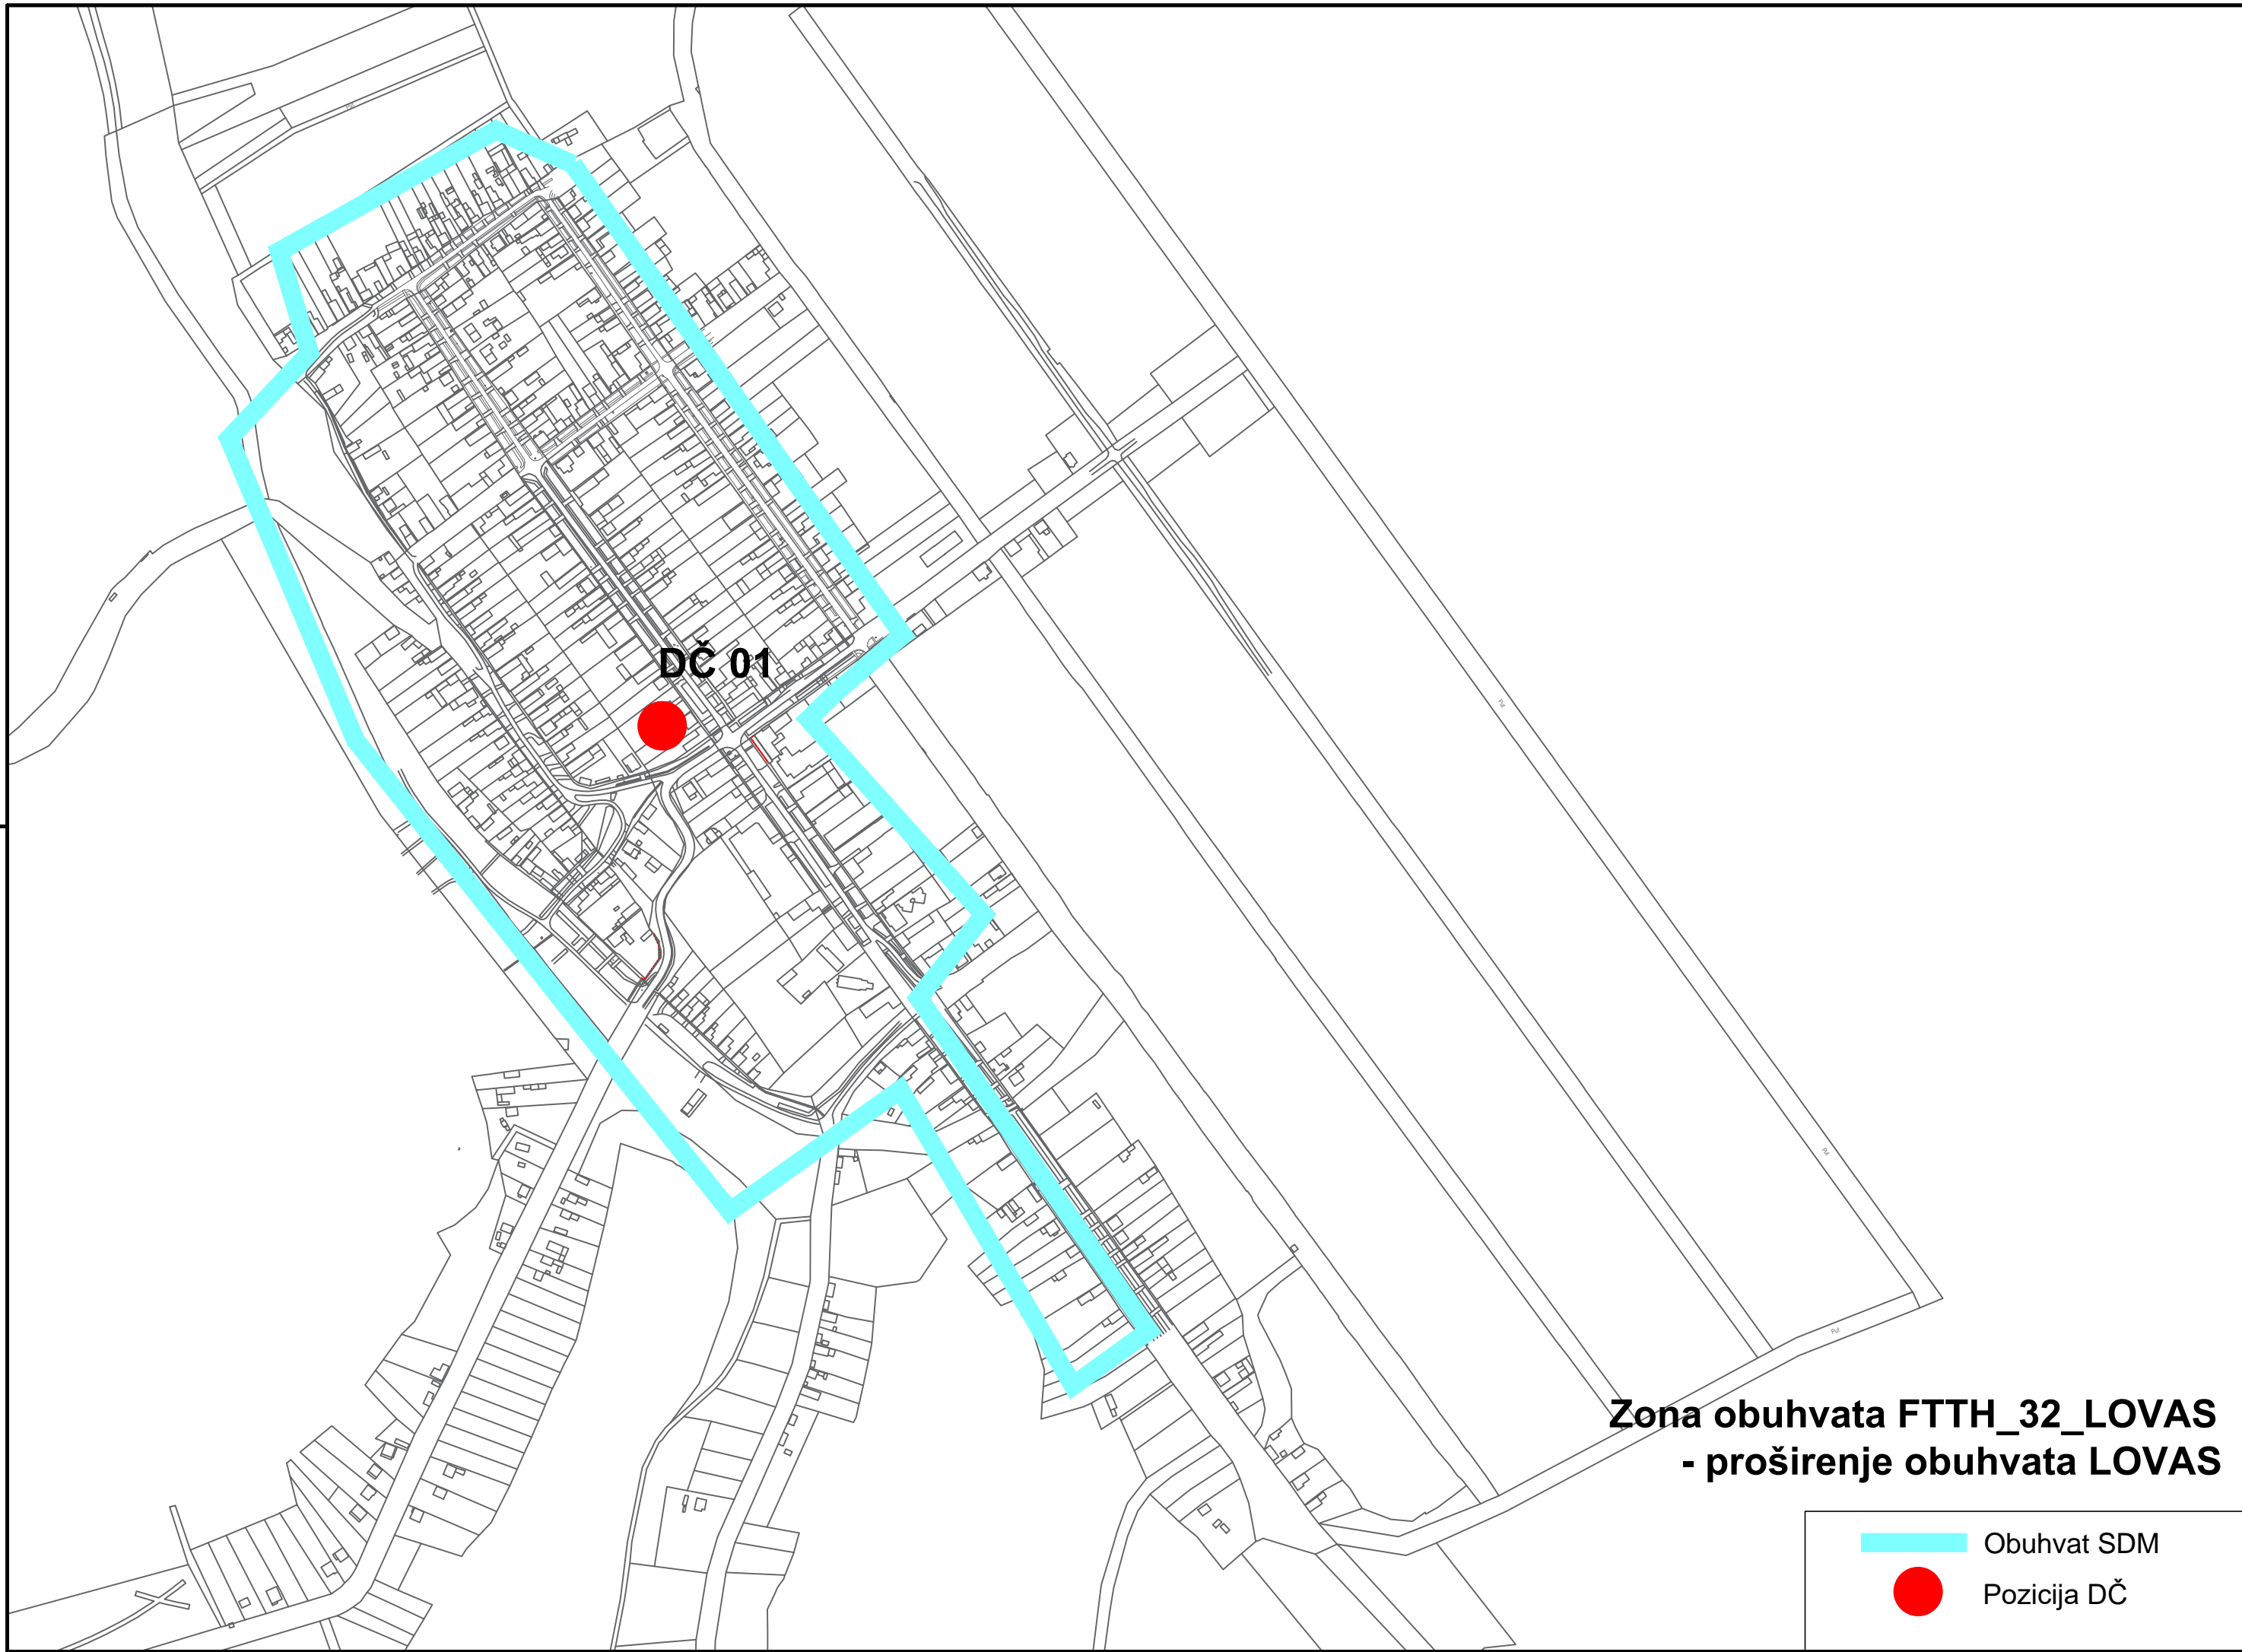 DČ 01
Zona obuhvata FTTH_32_LOVAS
- proširenje obuhvata LOVAS
Obuhvat SDM
Pozicija DČ